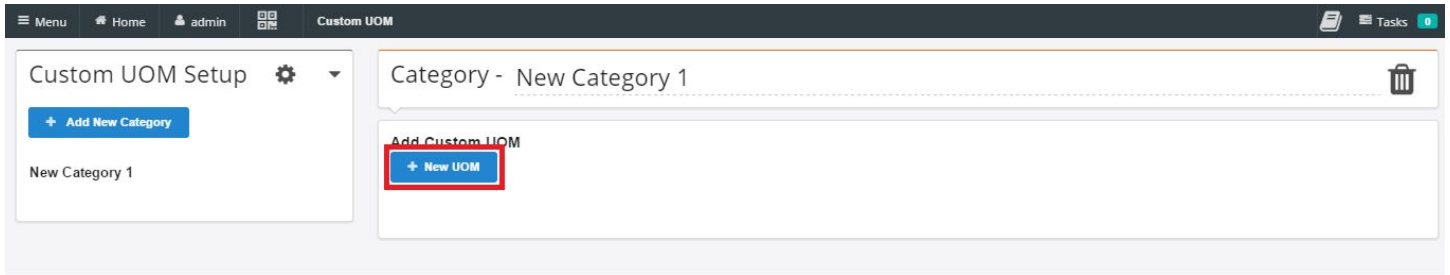 Menu Home admin Custom UOM Tasks 0
Custom UOM Setup
+ Add New Category
New Category 1
Category - New Category 1
Add Custom UOM
+ New UOM